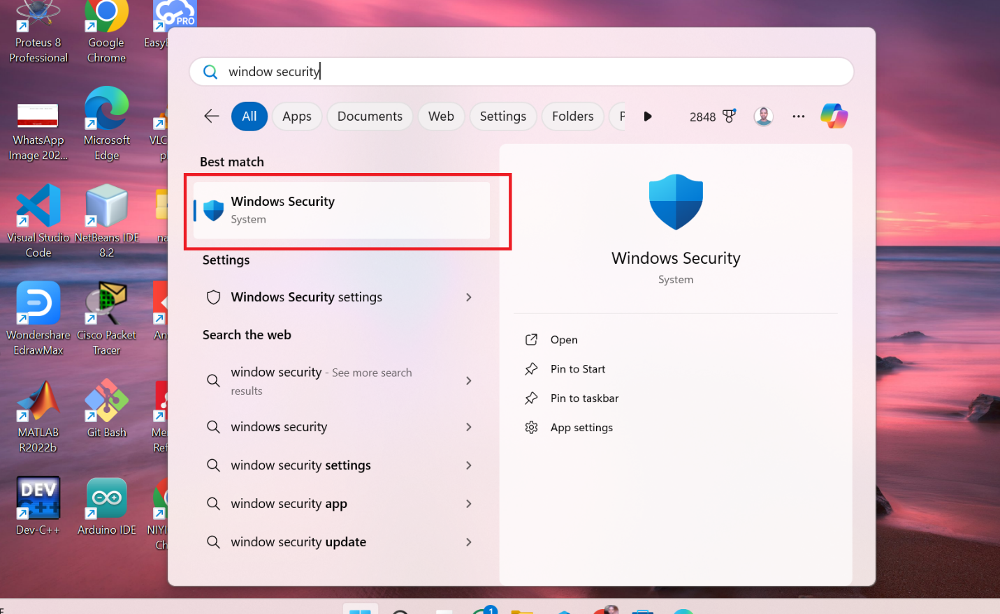 PRO
Proteus 8
Professional
Google
Chrome
WhatsApp
Image 202...
Microsoft
Edge
Visual Studio
Code
NetBeans IDE
8.2
Wondershare
EdrawMax
Cisco Packet
Tracer
MATLAB
R2022b
Git Bash
DEV
C++
Dev-C++
Arduino IDE
EasyE
VLC
p
na
An
Mer
Ref
NIYI
Ch
window security
All
Apps
Documents
Web
Settings
Folders
P
2848
Best match
Windows Security
System
Settings
Windows Security settings
Search the web
window security - See more search
results
windows security
window security settings
window security app
window security update
Windows Security
System
Open
Pin to Start
Pin to taskbar
App settings
1